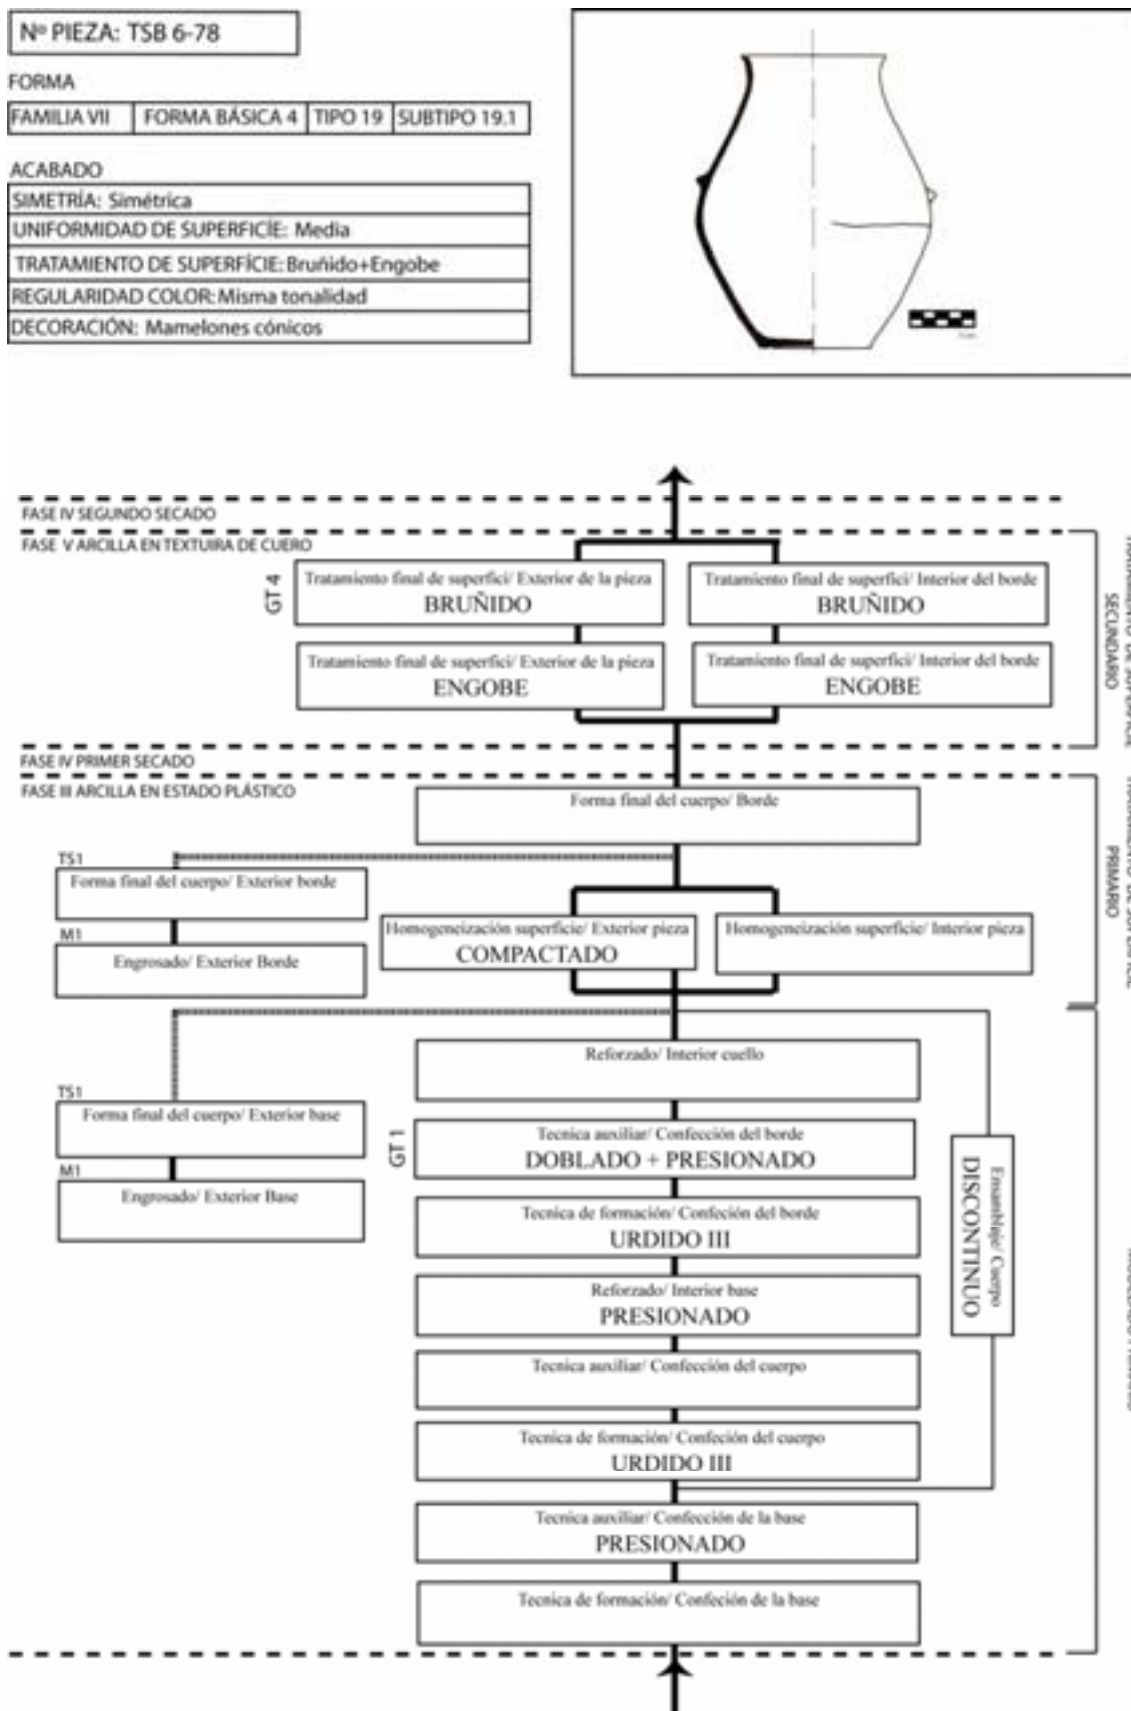 Nº PIEZA: TSB 6-78
FORMA
FAMILIA VII FORMA BÁSICA 4 TIPO 19 SUBTIPO 19.1
ACABADO
SIMETRÍA: Simétrica
UNIFORMIDAD DE SUPERFICÍE: Media
TRATAMIENTO DE SUPERFÍCIE: Bruñido+Engobe
REGULARIDAD COLOR: Misma tonalidad
DECORACIÓN: Mamelones cónicos
FASE IV SEGUNDO SECADO
FASE V ARCILLA EN TEXTUIRA DE CUERO
GT 4
Tratamiento final de superfici/ Exterior de la pieza
BRUÑIDO
Tratamiento final de superfici/ Interior del borde
BRUÑIDO
Tratamiento final de superfici/ Exterior de la pieza
ENGOBE
Tratamiento final de superfici/ Interior del borde
ENGOBE
SECUNDARIO
FASE IV PRIMER SECADO
FASE III ARCILLA EN ESTADO PLÁSTICO
Forma final del cuerpo/ Borde
TS1
Forma final del cuerpo/ Exterior borde
M1
Engrosado/ Exterior Borde
Homogeneización superficie/ Exterior pieza
COMPACTADO
Homogeneización superficie/ Interior pieza
PRIMARIO
Reforzado/ Interior cuello
TS1
Forma final del cuerpo/ Exterior base
M1
Engrosado/ Exterior Base
GT 1
Tecnica auxiliar/ Confección del borde
DOBLADO + PRESIONADO
Tecnica de formación/ Confeción del borde
URDIDO III
Reforzado/ Interior base
PRESIONADO
Ensamblaje/ Cuerpo
DISCONTINUO
Tecnica auxiliar/ Confección del cuerpo
Tecnica de formación/ Confeción del cuerpo
URDIDO III
Tecnica auxiliar/ Confección de la base
PRESIONADO
Tecnica de formación/ Confeción de la base